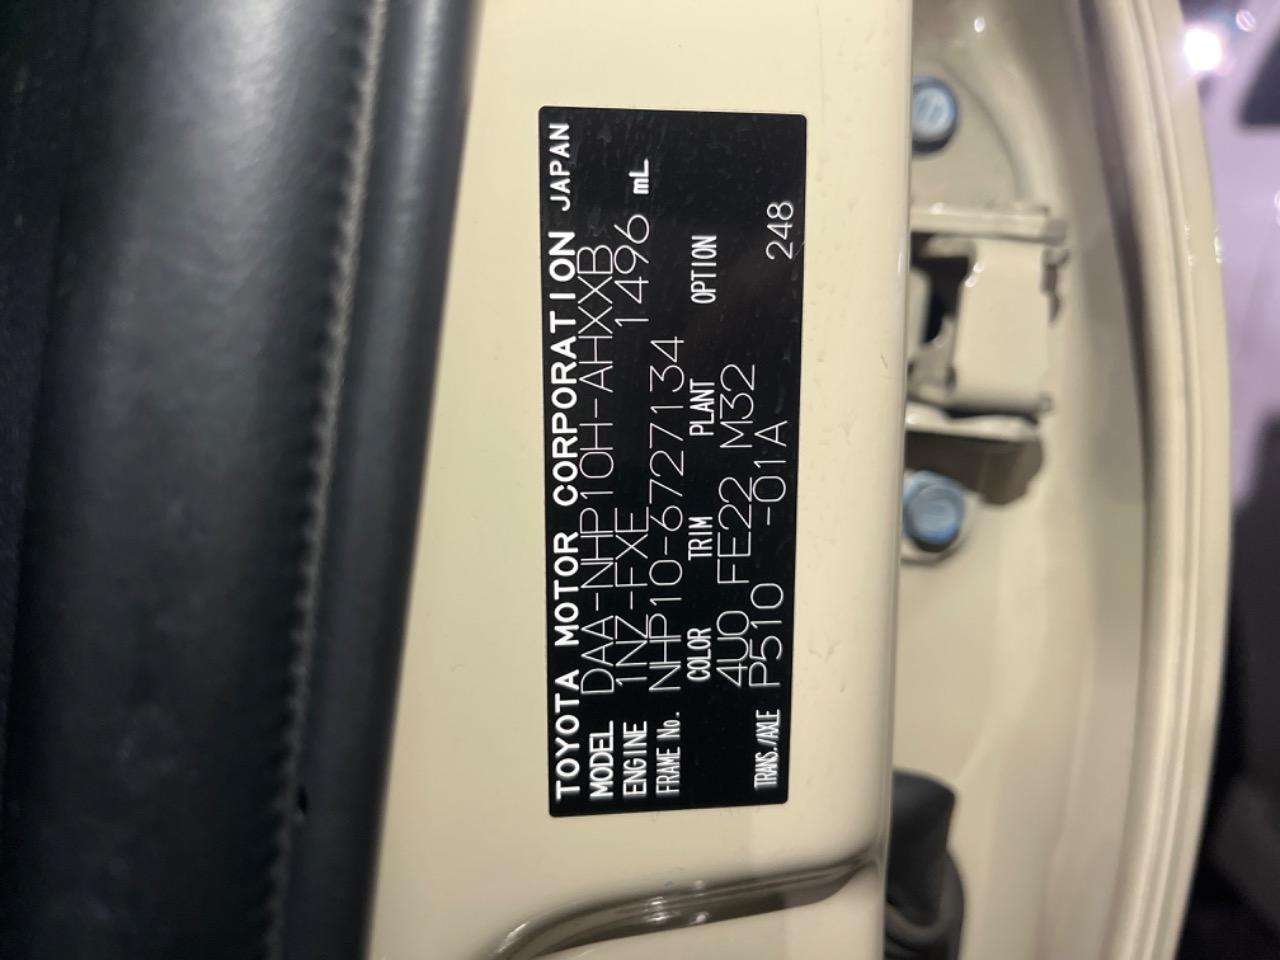 TOYOTA MOTOR CORPORATION JAPAN
MODEL DAA-NHP10H-AHXXB
ENGINE 1NZ-FXE 1496 mL
FRAME No. NHP10-6727134
COLOR TRIM PLANT OPTION
4U0 FE22 M32
TRANS./AXLE P510 -01A 248